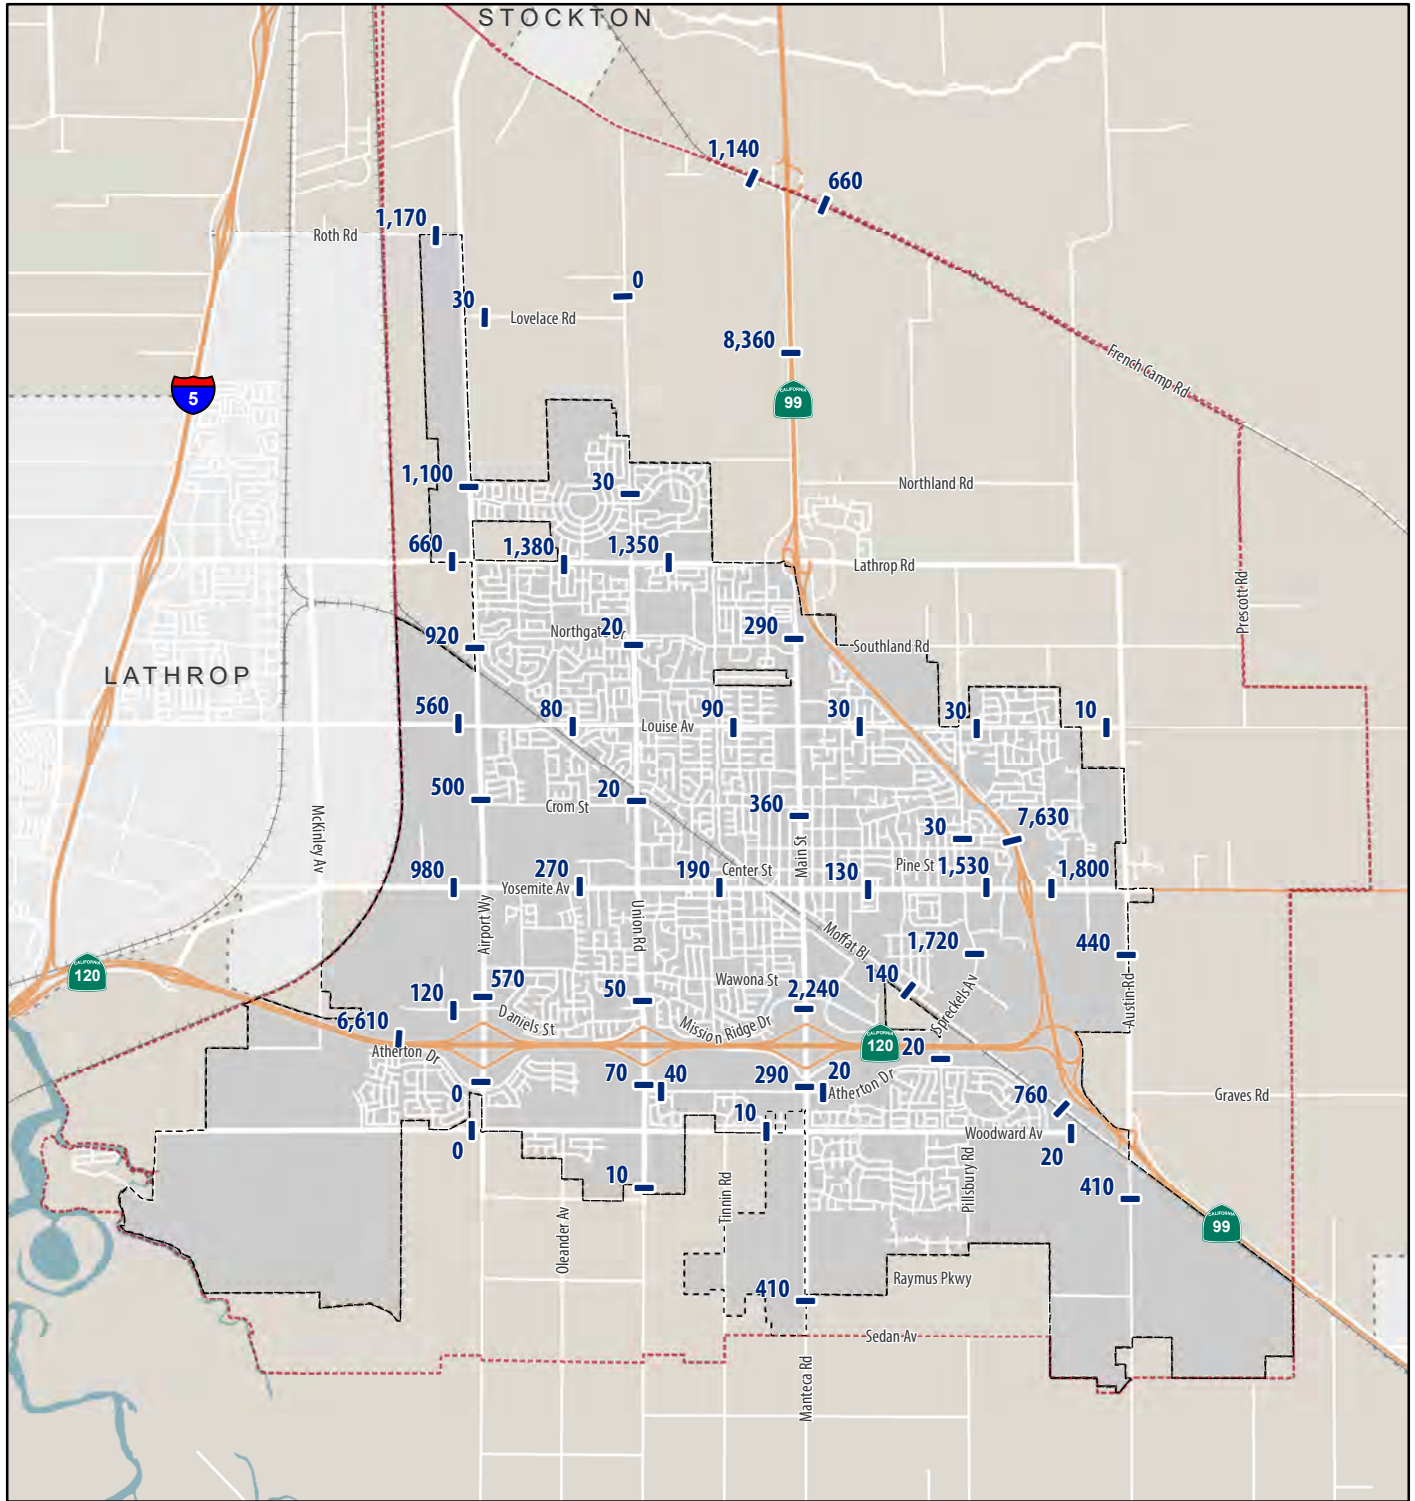 STOCKTON
1,140
660
1,170
Roth Rd
0
30
Lovelace Rd
8,360
French Camp Rd
5
CALIFORNIA
99
1,100
30
Northland Rd
660
1,380
1,350
Lathrop Rd
Prescott Rd
920
Northgate Dr
20
290
Southland Rd
LATHROP
560
80
Louise Av
90
30
30
10
500
Crom St
20
360
7,630
McKinley Av
Main St
30
980
270
190
Center St
130
Pine St
1,530
1,800
Yosemite Av
Airport Wy
Union Rd
Moffat Bl
1,720
440
CALIFORNIA
120
570
Wawona St
140
120
50
2,240
Spreckels Av
Austin Rd
6,610
Daniels St
Mission Ridge Dr
CALIFORNIA
120
20
Atherton Dr
0
70
40
290
20
Atherton Dr
760
Graves Rd
0
10
Woodward Av
20
10
Tinnin Rd
Pillsbury Rd
410
Oleander Av
CALIFORNIA
99
410
Raymus Pkwy
Sedan Av
Manteca Rd